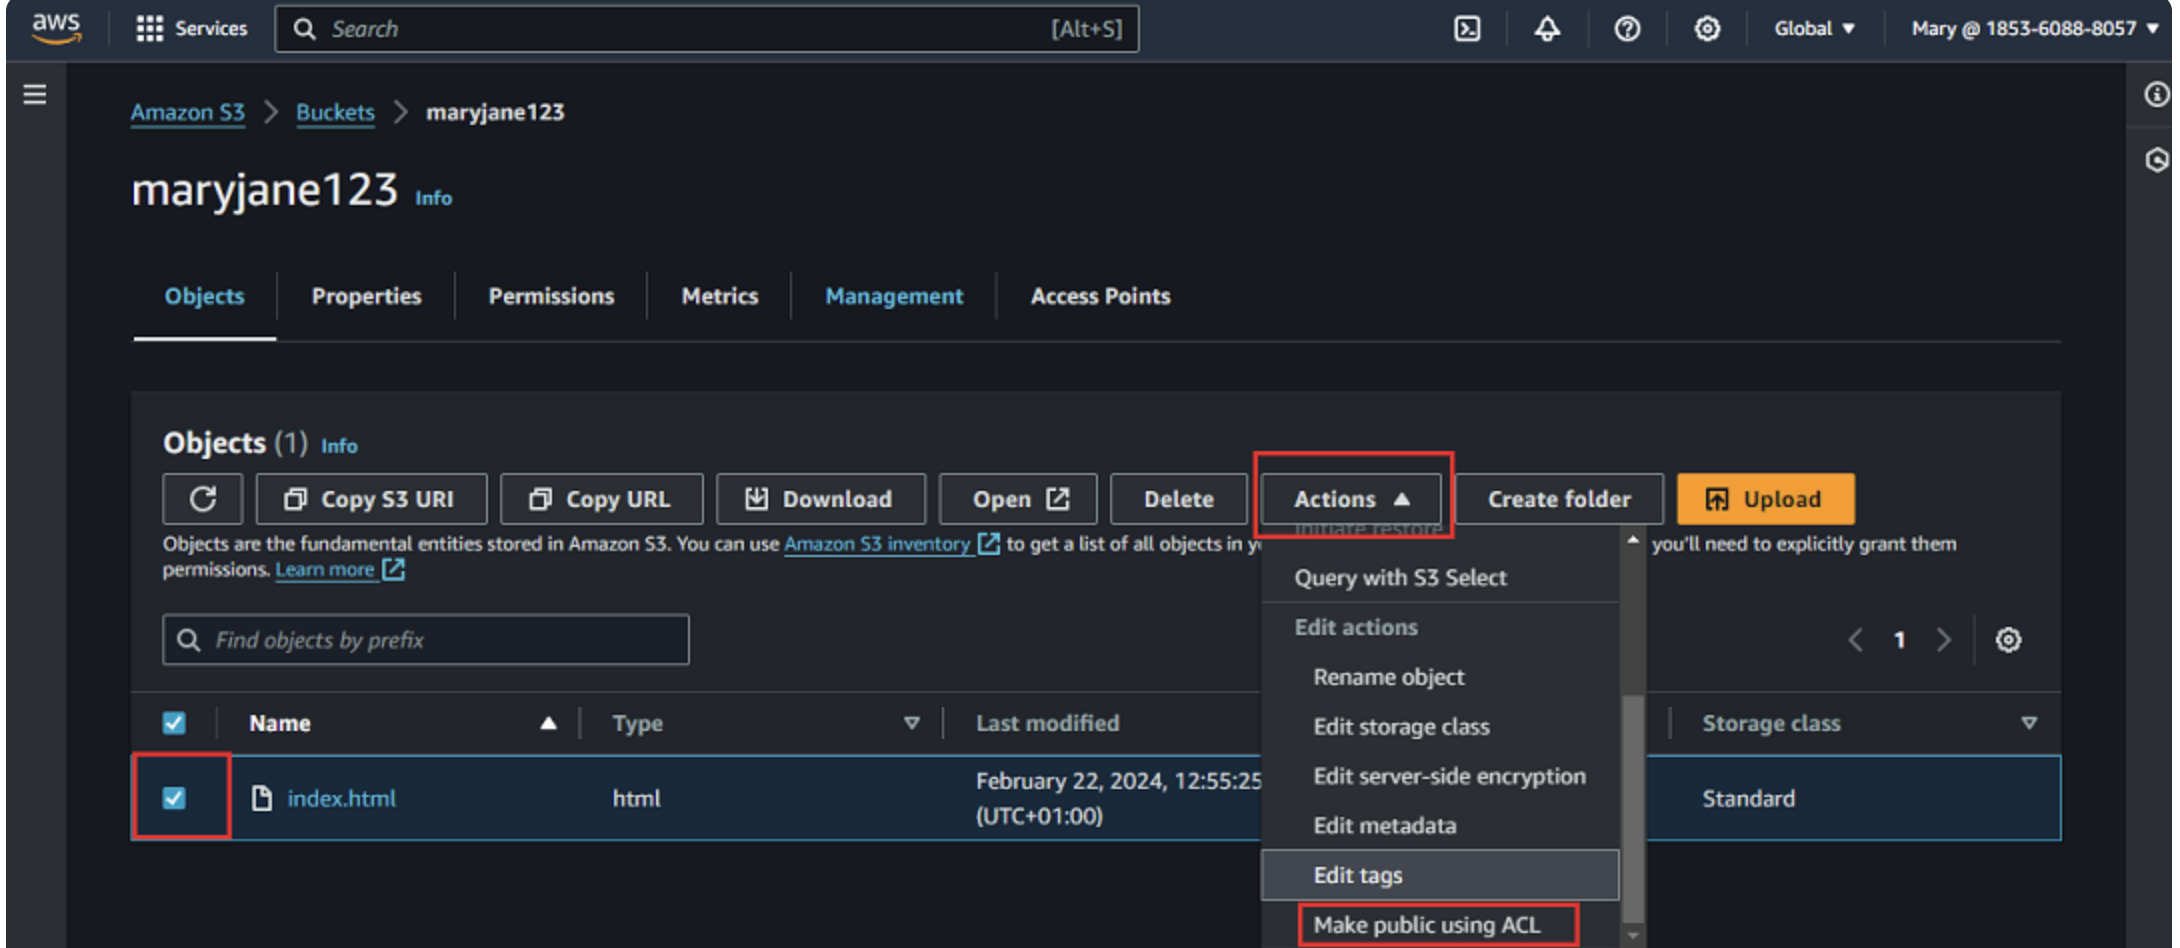 aws
Services
Search
[Alt+S]
Global
Mary @ 1853-6088-8057
Amazon S3 > Buckets > maryjane123
maryjane123 Info
Objects
Properties
Permissions
Metrics
Management
Access Points
Objects (1) Info
Copy S3 URI
Copy URL
Download
Open
Delete
Actions
Create folder
Upload
Initiate restore
Objects are the fundamental entities stored in Amazon S3. You can use Amazon S3 inventory to get a list of all objects in you'll need to explicitly grant them
permissions. Learn more
Query with S3 Select
Edit actions
Find objects by prefix
1
Rename object
Edit storage class
Edit server-side encryption
Edit metadata
Edit tags
Make public using ACL
Name
Type
Last modified
Storage class
index.html
html
February 22, 2024, 12:55:25
(UTC+01:00)
Standard